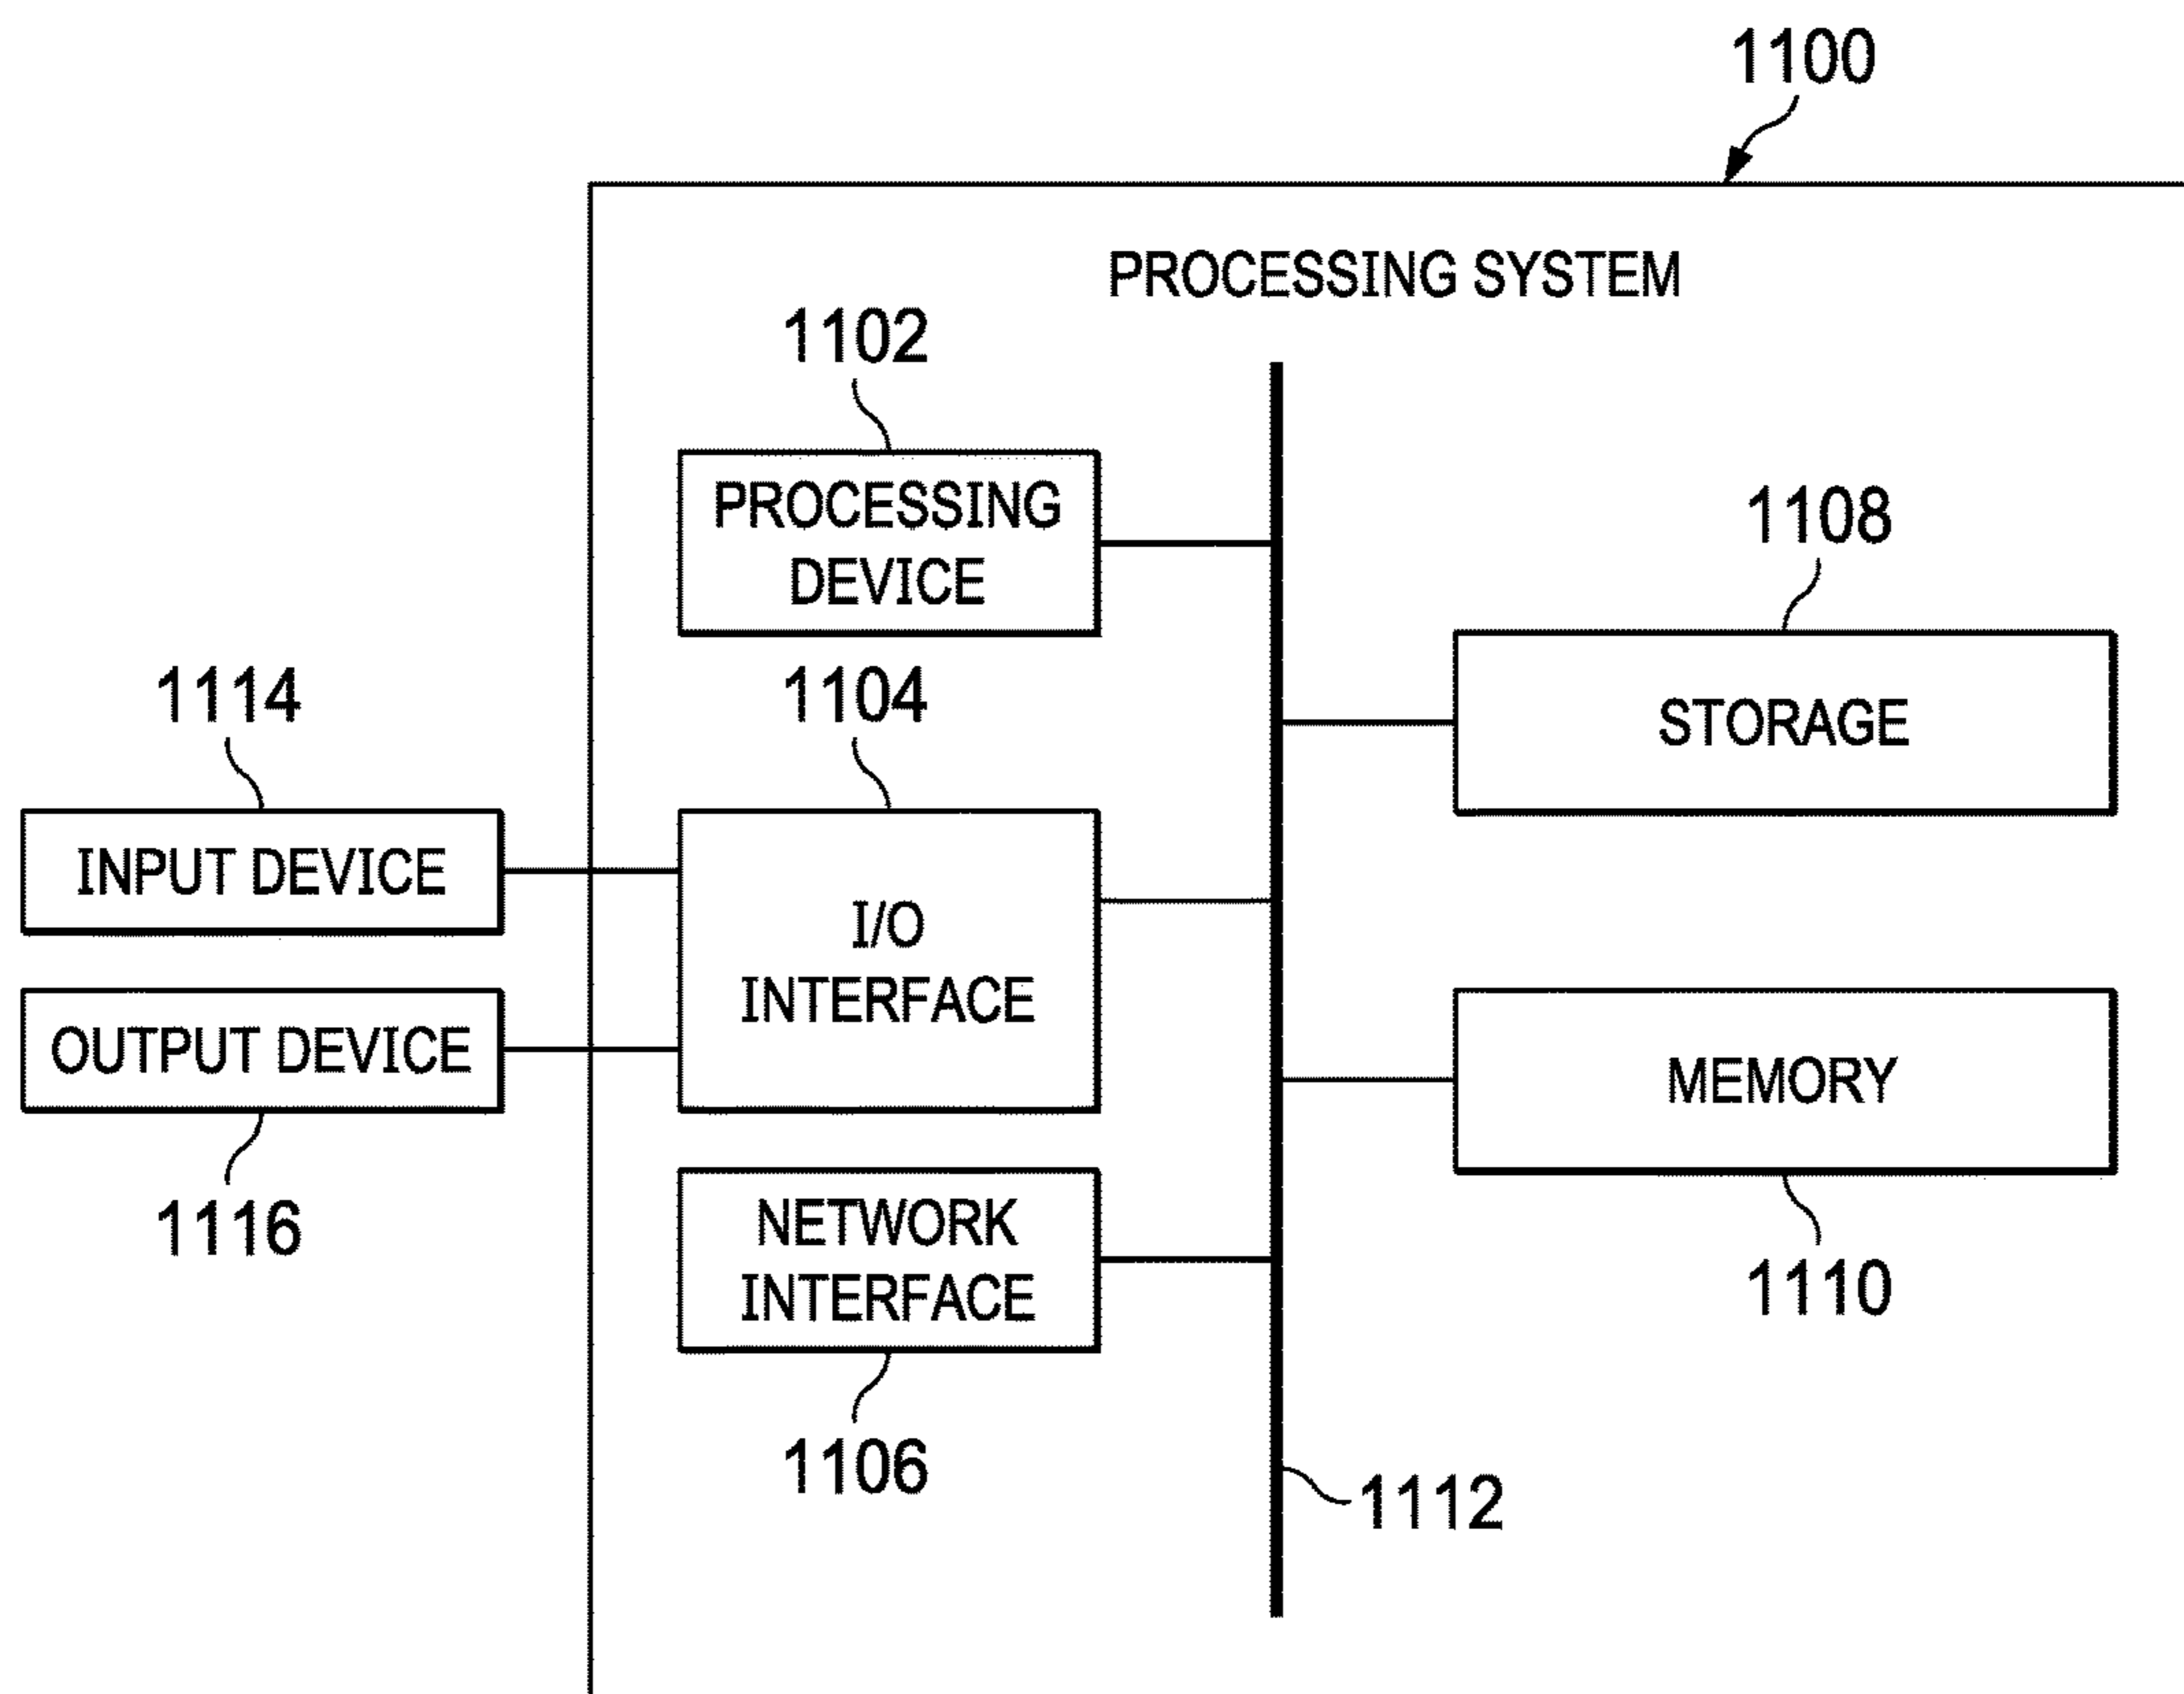 1100
PROCESSING SYSTEM
1102
PROCESSING
DEVICE
1108
STORAGE
1114
INPUT DEVICE
1104
I/O
INTERFACE
OUTPUT DEVICE
1116
MEMORY
1110
NETWORK
INTERFACE
1106
1112